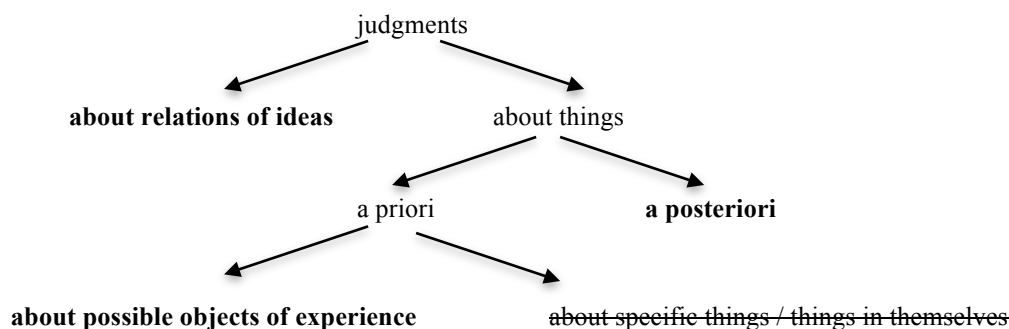 judgments
about relations of ideas
about things
a priori
a posteriori
about possible objects of experience
about specific things / things in themselves